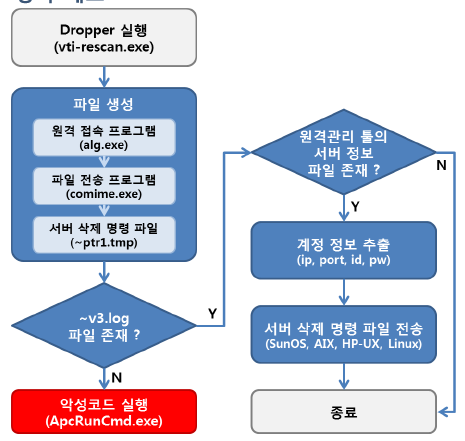 Dropper 실행
(vti-rescan.exe)
파일 생성
원격 접속 프로그램
(alg.exe)
파일 전송 프로그램
(comime.exe)
서버 삭제 명령 파일
(~ptr1.tmp)
~v3.log
파일 존재 ?
Y
N
악성코드 실행
(ApcRunCmd.exe)
원격관리 툴의
서버 정보
파일 존재 ?
N
Y
계정 정보 추출
(ip, port, id, pw)
서버 삭제 명령 파일 전송
(SunOS, AIX, HP-UX, Linux)
종료